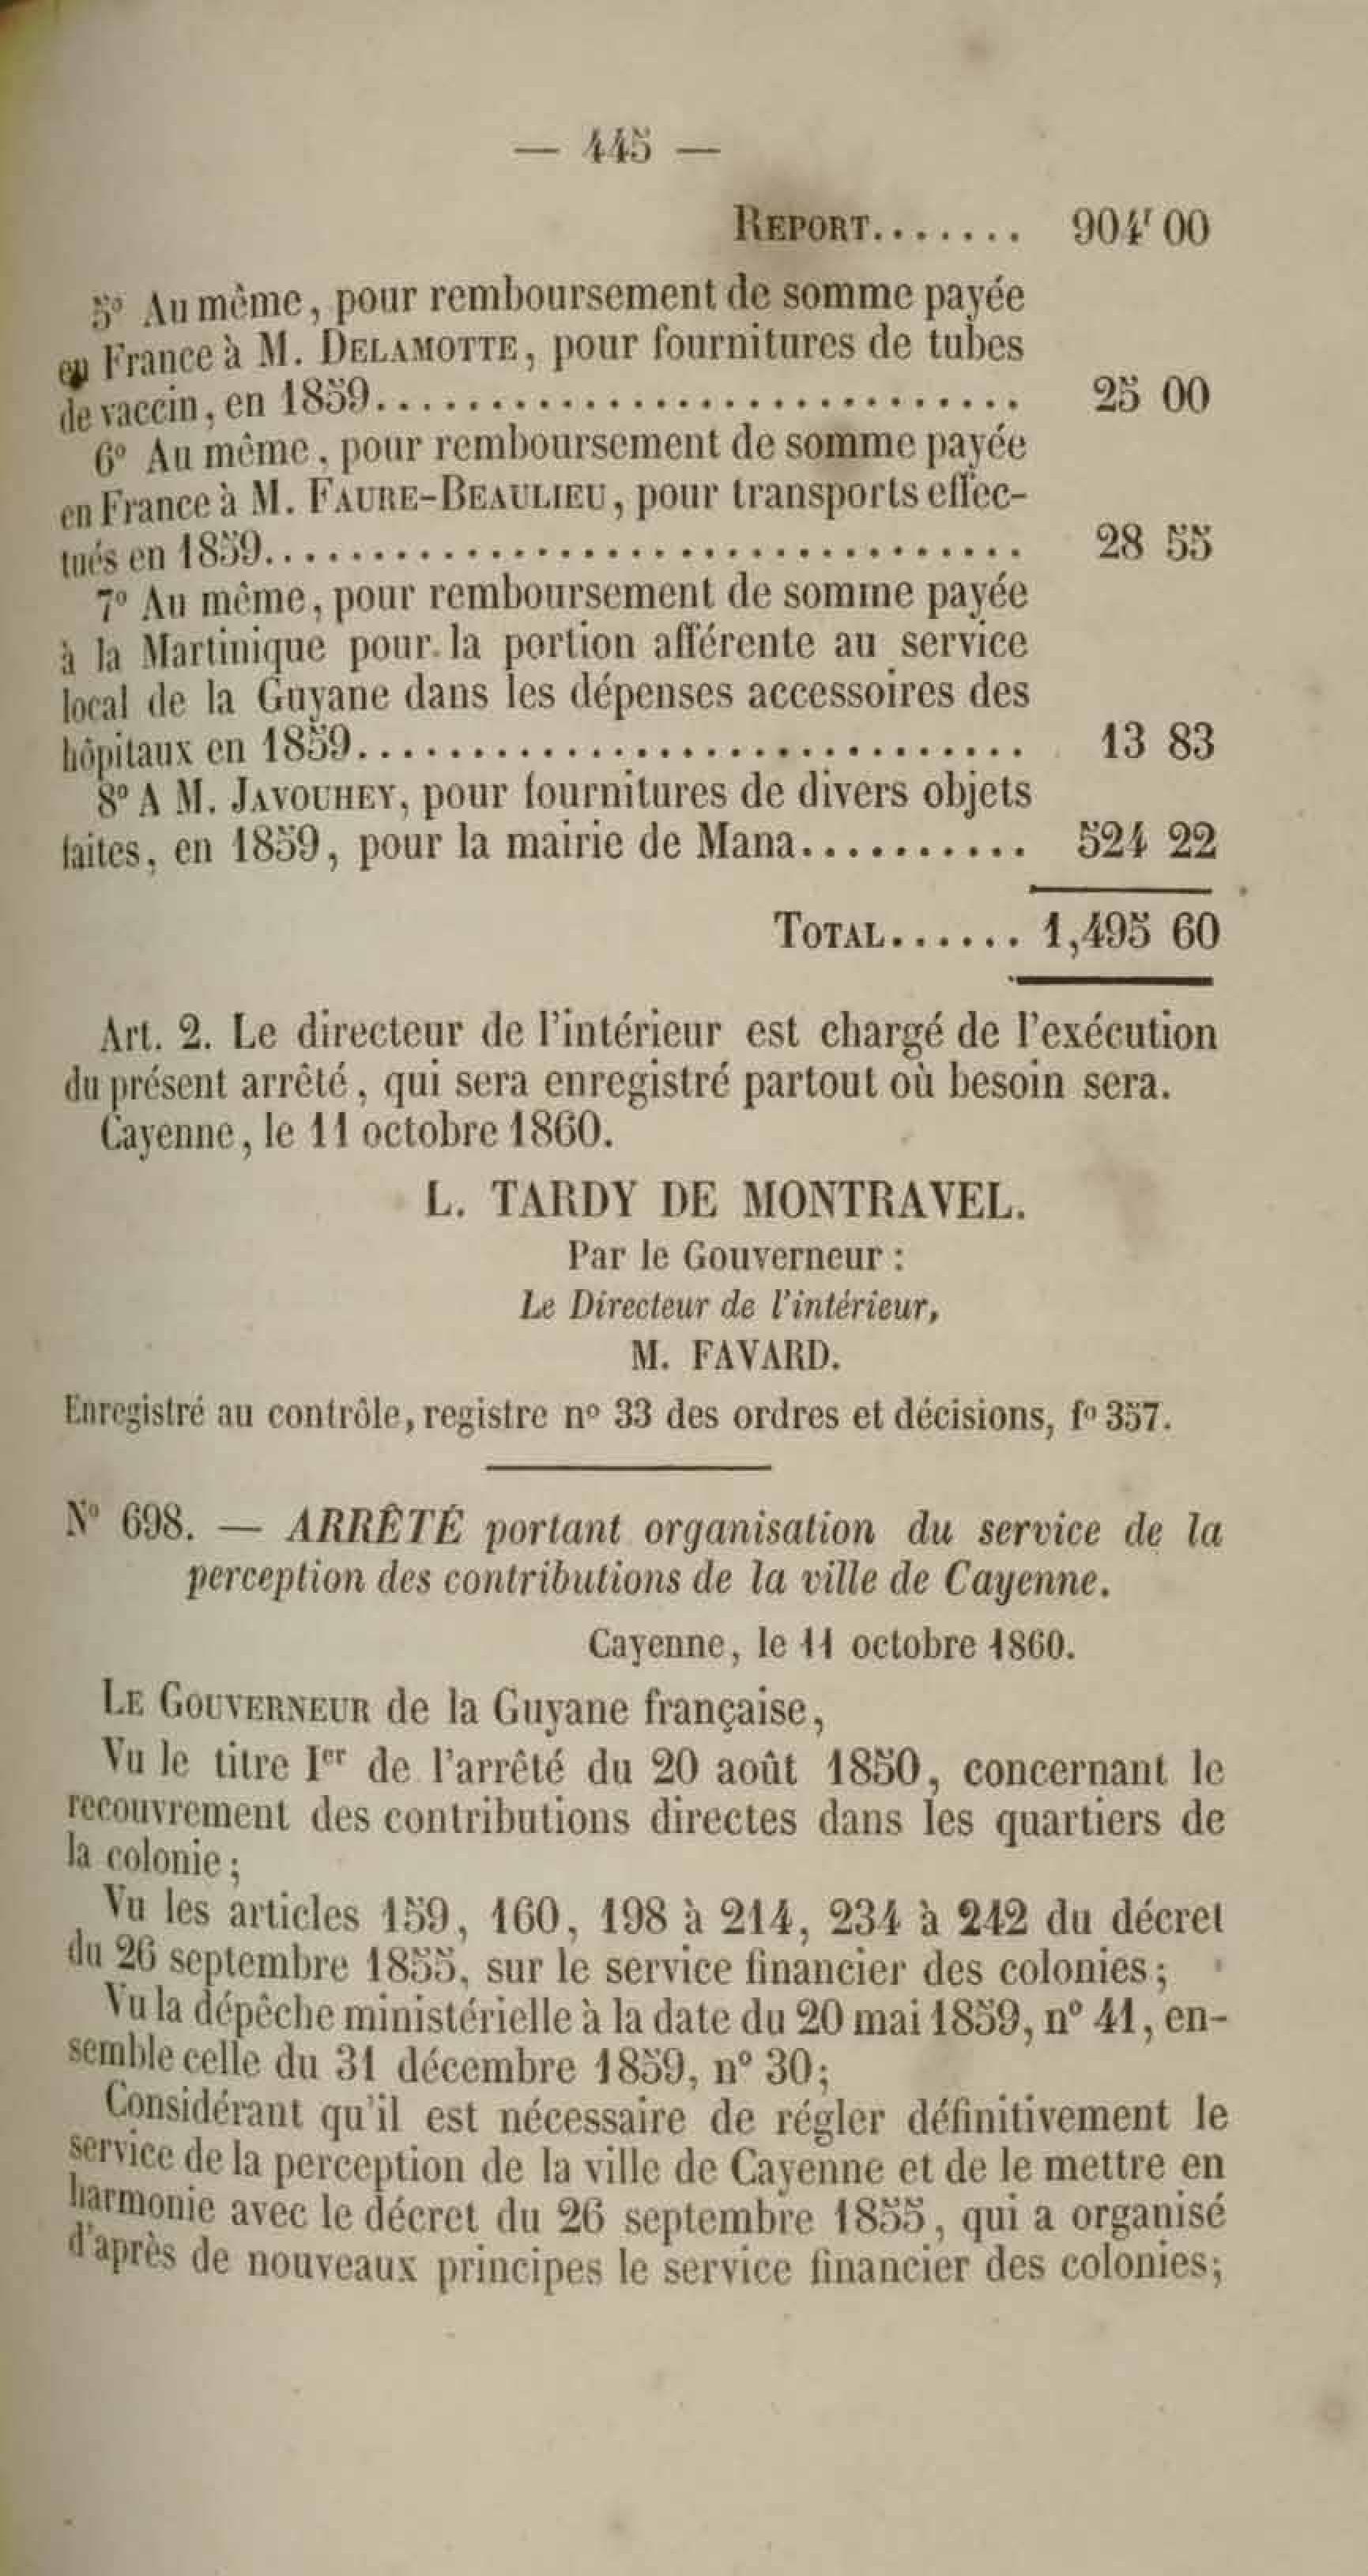 — 445 —
REPORT....... 904f 00
5° Au même, pour remboursement de somme payée
en France à M. DELAMOTTE, pour fournitures de tubes
de vaccin, en 1859............................ 25 00
6° Au même, pour remboursement de somme payée
en France à M. FAURE-BEAULIEU, pour transports effec-
tués en 1859................................. 28 55
7° Au même, pour remboursement de somme payée
à la Martinique pour la portion afférente au service
local de la Guyane dans les dépenses accessoires des
hôpitaux en 1859............................. 13 83
8° A M. JAVOUHEY, pour fournitures de divers objets
faites, en 1859, pour la mairie de Mana.......... 524 22
TOTAL...... 1,495 60
Art. 2. Le directeur de l'intérieur est chargé de l'exécution
du présent arrêté, qui sera enregistré partout où besoin sera.
Cayenne, le 11 octobre 1860.
L. TARDY DE MONTRAVEL.
Par le Gouverneur :
Le Directeur de l'intérieur,
M. FAVARD.
Enregistré au contrôle, registre n° 33 des ordres et décisions, f° 357.
N° 698. — ARRÊTÉ portant organisation du service de la
perception des contributions de la ville de Cayenne.
Cayenne, le 11 octobre 1860.
LE GOUVERNEUR de la Guyane française,
Vu le titre Ier de l'arrêté du 20 août 1850, concernant le
recouvrement des contributions directes dans les quartiers de
la colonie;
Vu les articles 159, 160, 198 à 214, 234 à 242 du décret
du 26 septembre 1855, sur le service financier des colonies;
Vu la dépêche ministérielle à la date du 20 mai 1859, n° 41, en-
semble celle du 31 décembre 1859, n° 30;
Considérant qu'il est nécessaire de régler définitivement le
service de la perception de la ville de Cayenne et de le mettre en
harmonie avec le décret du 26 septembre 1855, qui a organisé
d'après de nouveaux principes le service financier des colonies;